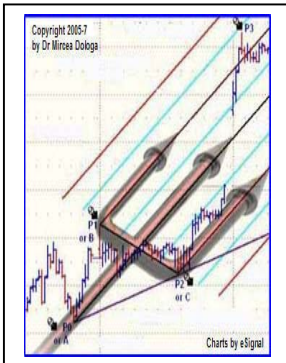 Copyright 2005-7
by Dr Mircea Dologa
P3
P1
or B
P2
or C
P0
or A
Charts by eSignal